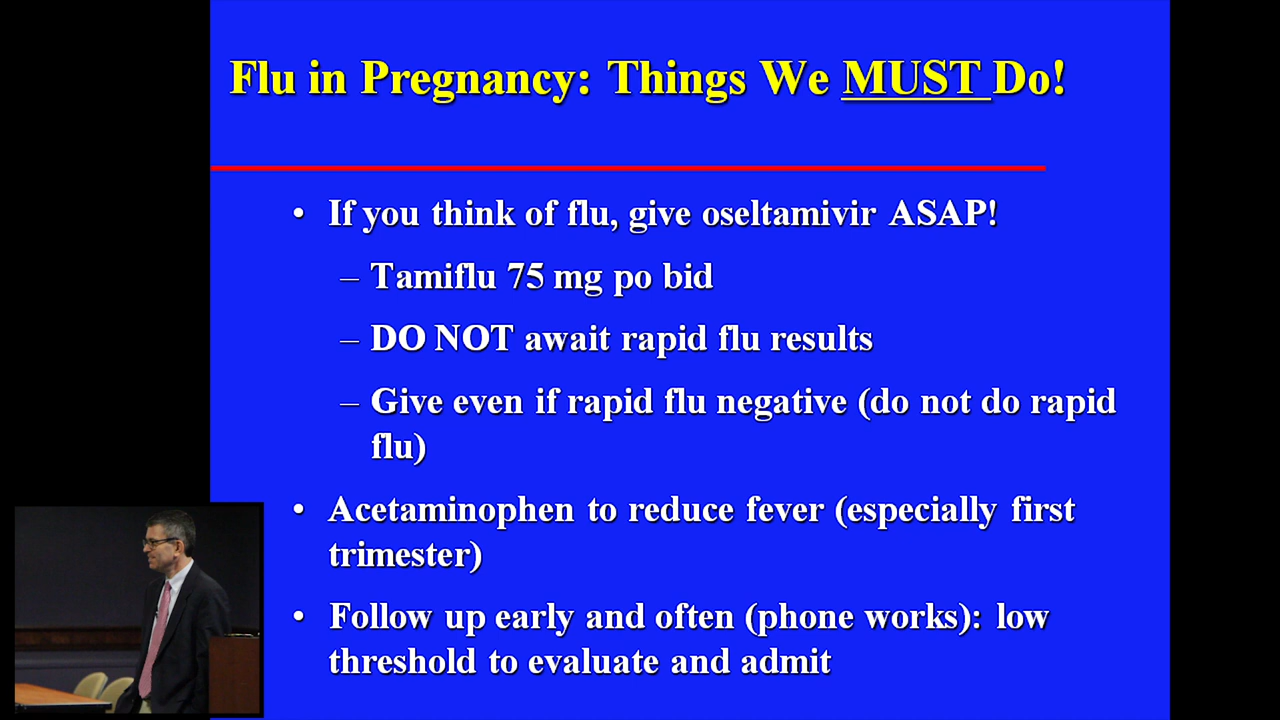 Flu in Pregnancy: Things We MUST Do!
• If you think of flu, give oseltamivir ASAP!
– Tamiflu 75 mg po bid
– DO NOT await rapid flu results
– Give even if rapid flu negative (do not do rapid
flu)
• Acetaminophen to reduce fever (especially first
trimester)
• Follow up early and often (phone works): low
threshold to evaluate and admit